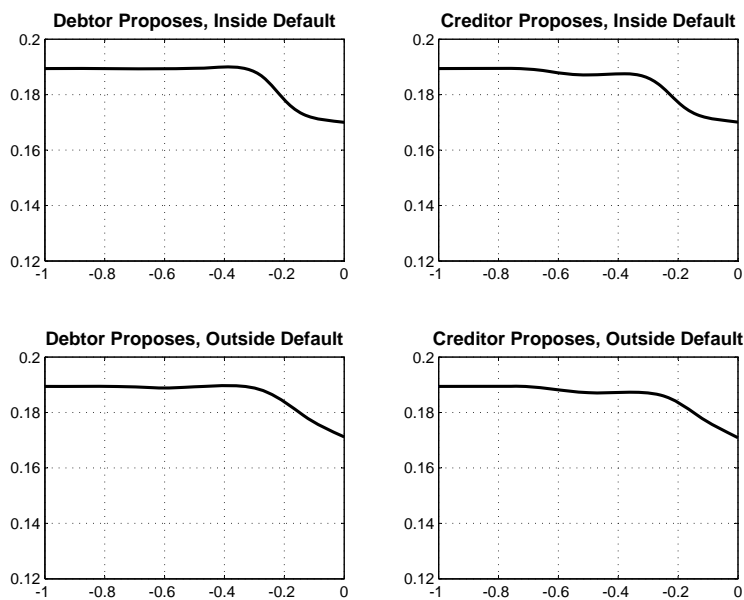 Debtor Proposes, Inside Default
0.2
0.18
0.16
0.14
0.12
-1 -0.8 -0.6 -0.4 -0.2 0
Creditor Proposes, Inside Default
0.2
0.18
0.16
0.14
0.12
-1 -0.8 -0.6 -0.4 -0.2 0
Debtor Proposes, Outside Default
0.2
0.18
0.16
0.14
0.12
-1 -0.8 -0.6 -0.4 -0.2 0
Creditor Proposes, Outside Default
0.2
0.18
0.16
0.14
0.12
-1 -0.8 -0.6 -0.4 -0.2 0